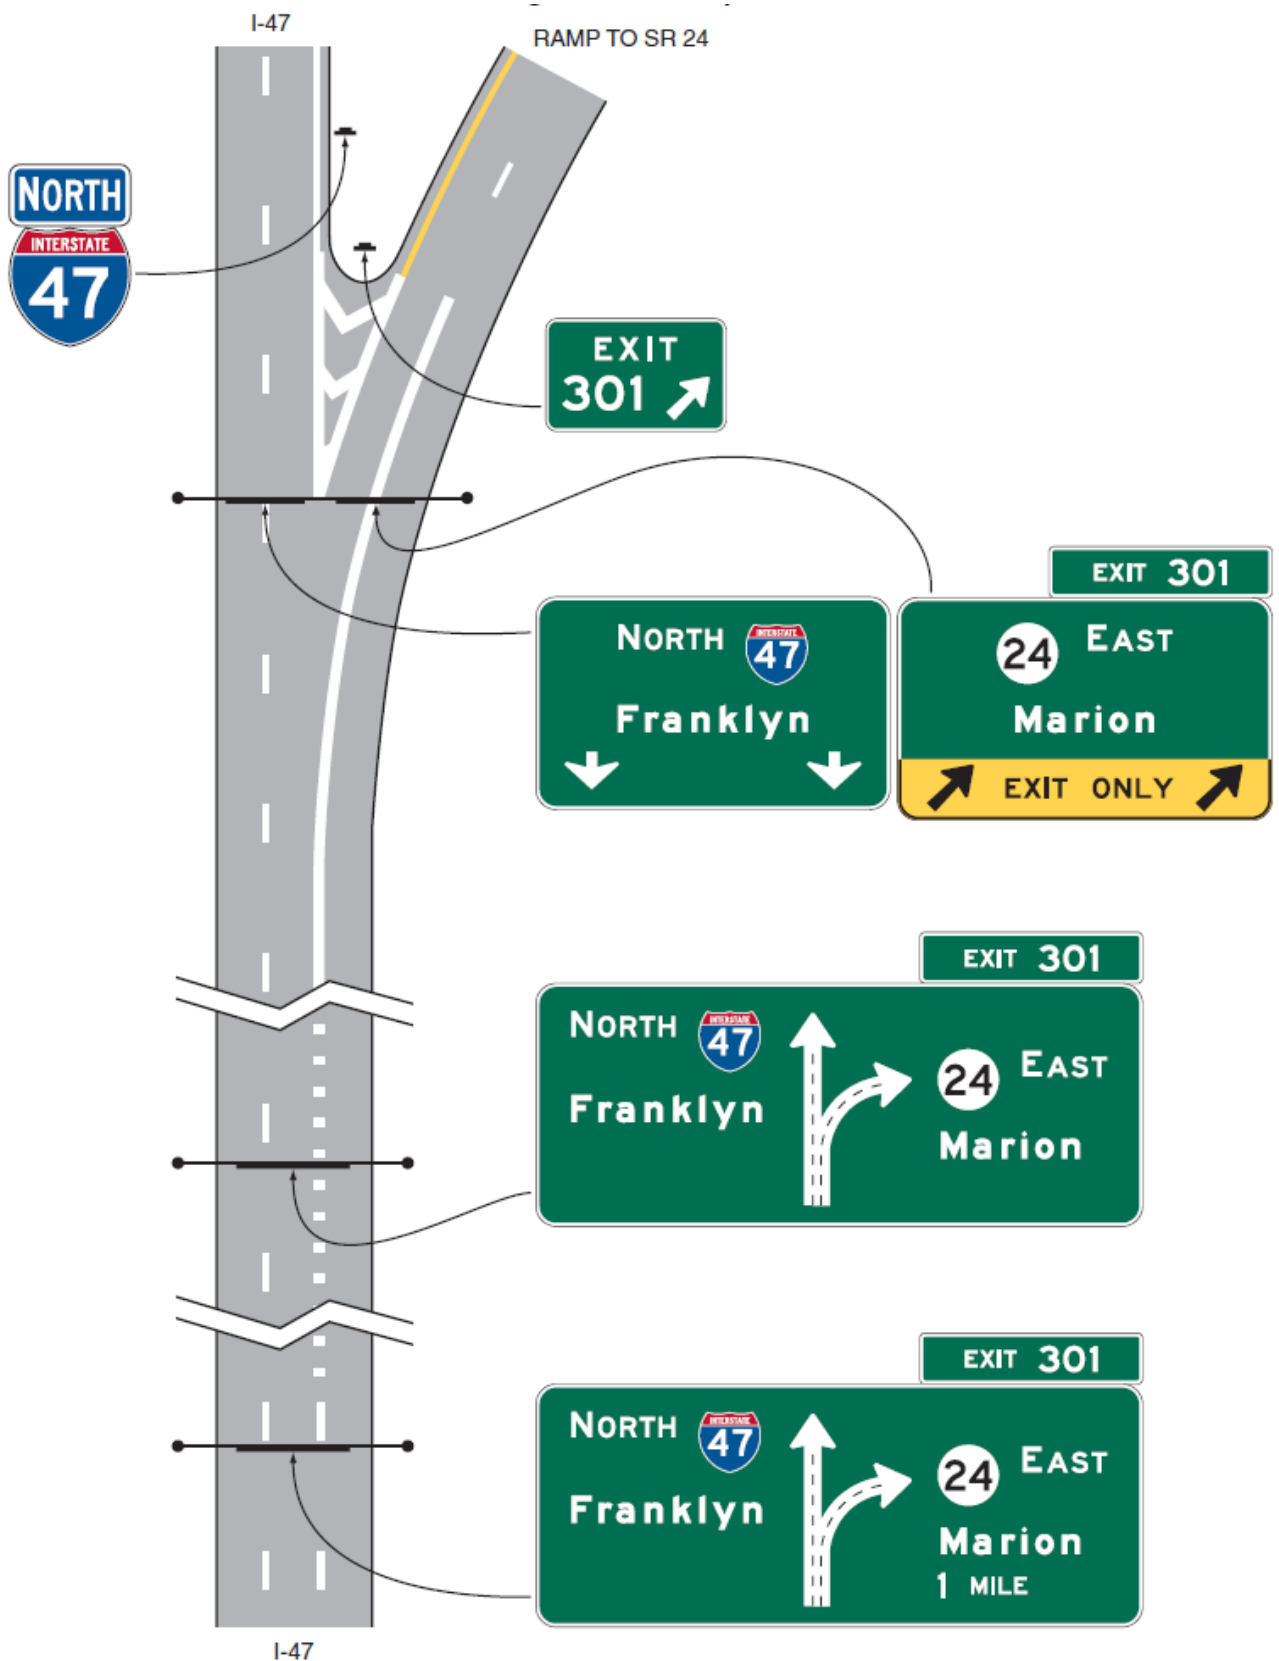 I-47
RAMP TO SR 24
NORTH
INTERSTATE
47
EXIT
301
EXIT 301
NORTH INTERSTATE 47
Franklyn
24 EAST
Marion
EXIT ONLY
EXIT 301
NORTH INTERSTATE 47
Franklyn
24 EAST
Marion
EXIT 301
NORTH INTERSTATE 47
Franklyn
24 EAST
Marion
1 MILE
I-47